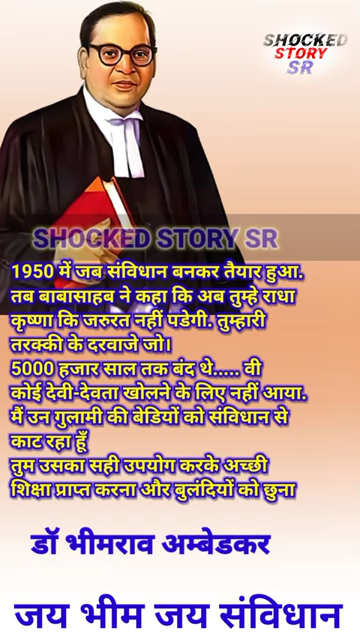 SHOCKED
STORY
SR
SHOCKED STORY SR
1950 में जब संविधान बनकर तैयार हुआ.
तब बाबासाहब ने कहा कि अब तुम्हे राधा
कृष्णा कि जरुरत नहीं पडेगी. तुम्हारी
तरक्की के दरवाजे जो।
5000 हजार साल तक बंद थे..... वी
कोई देवी-देवता खोलने के लिए नहीं आया.
मैं उन गुलामी की बेडियों को संविधान से
काट रहा हूँ
तुम उसका सही उपयोग करके अच्छी
शिक्षा प्राप्त करना और बुलंदियों को छुना
डॉ भीमराव अम्बेडकर
जय भीम जय संविधान